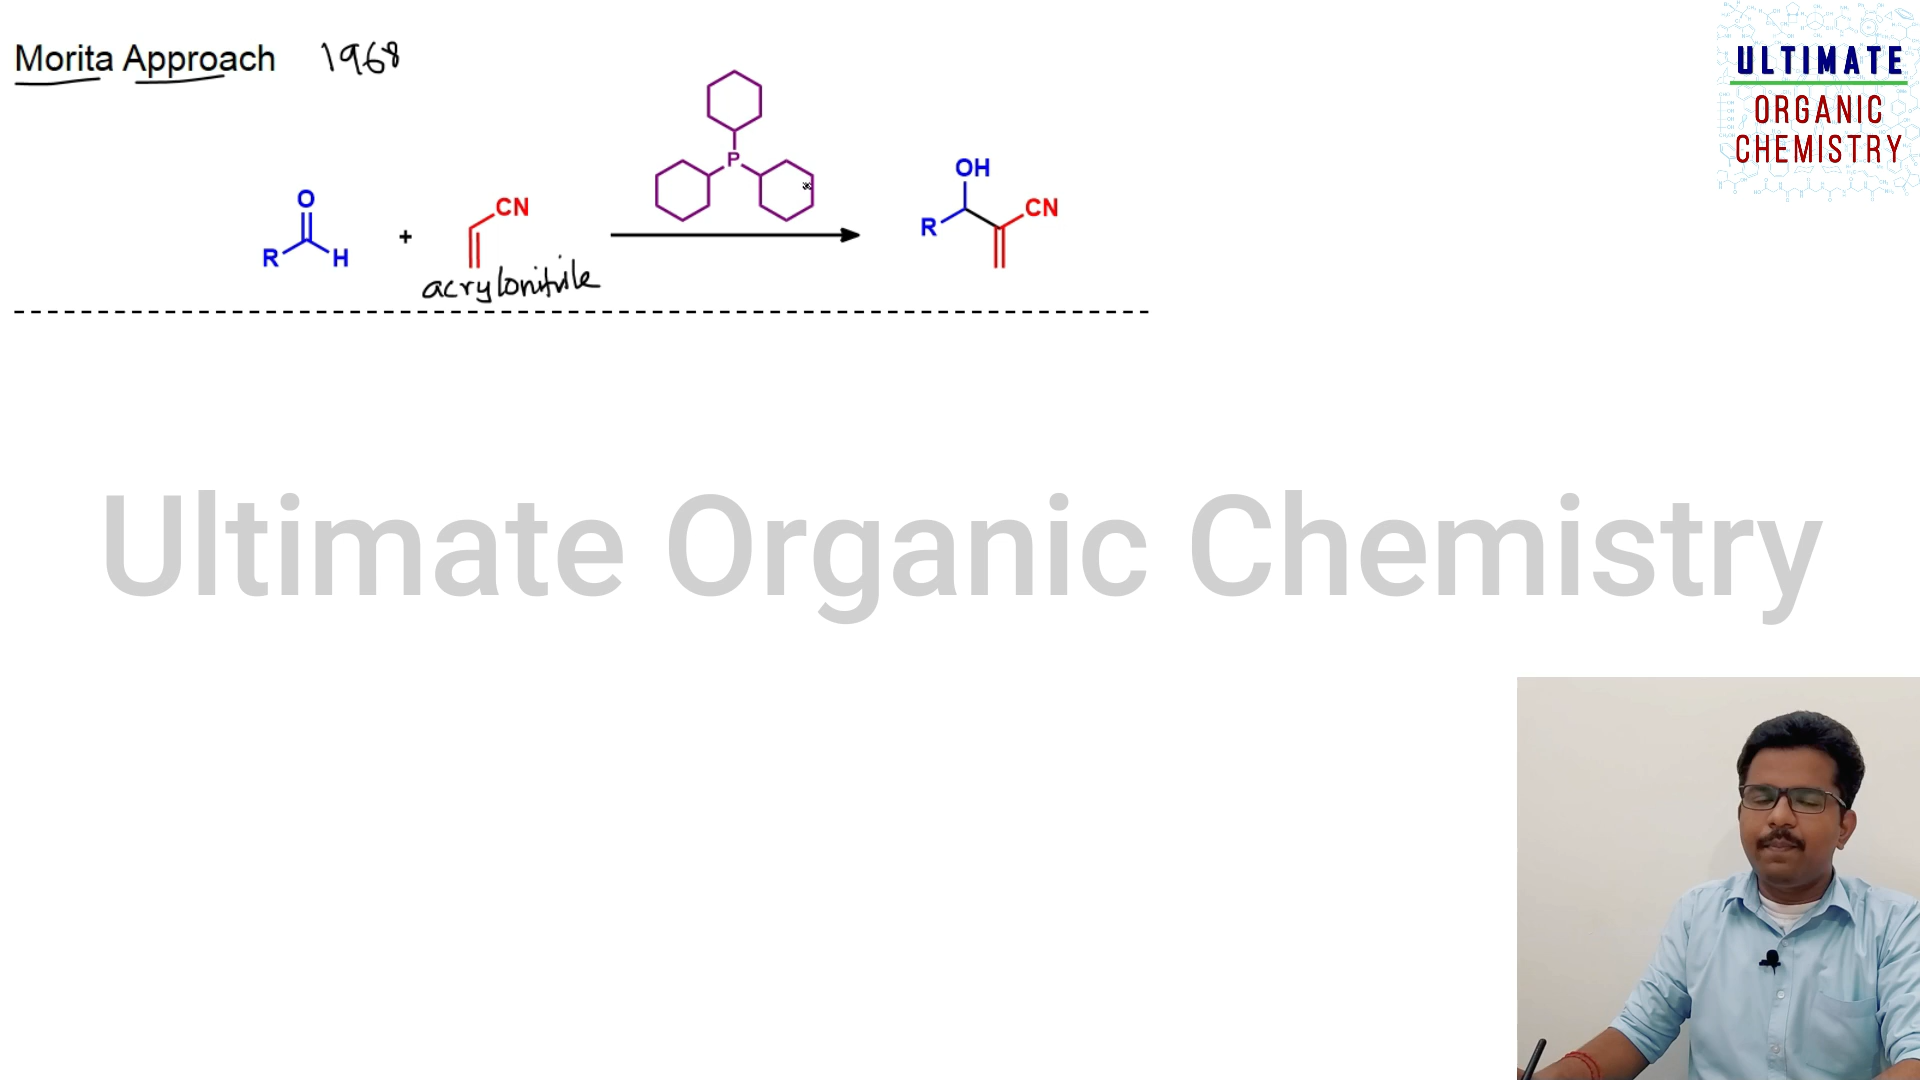 Morita Approach 1968
ULTIMATE
ORGANIC
CHEMISTRY
P
OH
O
CN
CN
R
+
R
H
acrylonitrile
Ultimate Organic Chemistry